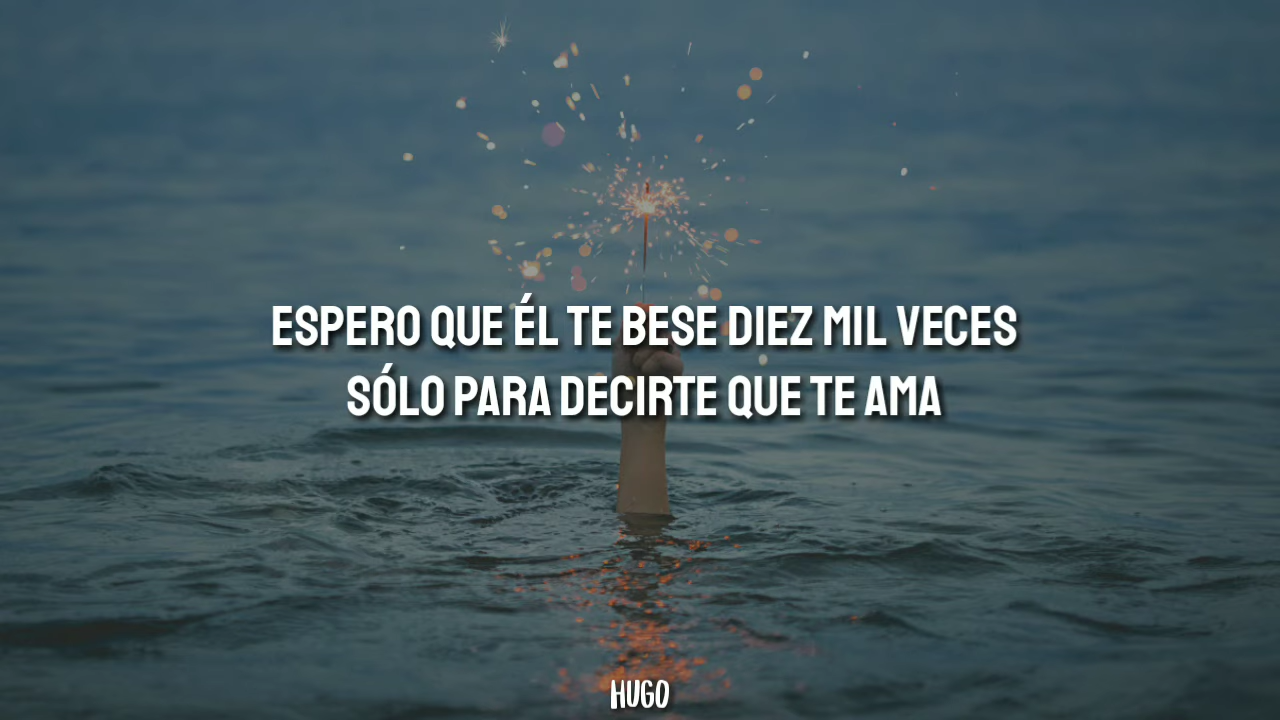 ESPERO QUE ÉL TE BESE DIEZ MIL VECES
SÓLO PARA DECIRTE QUE TE AMA
HUGO